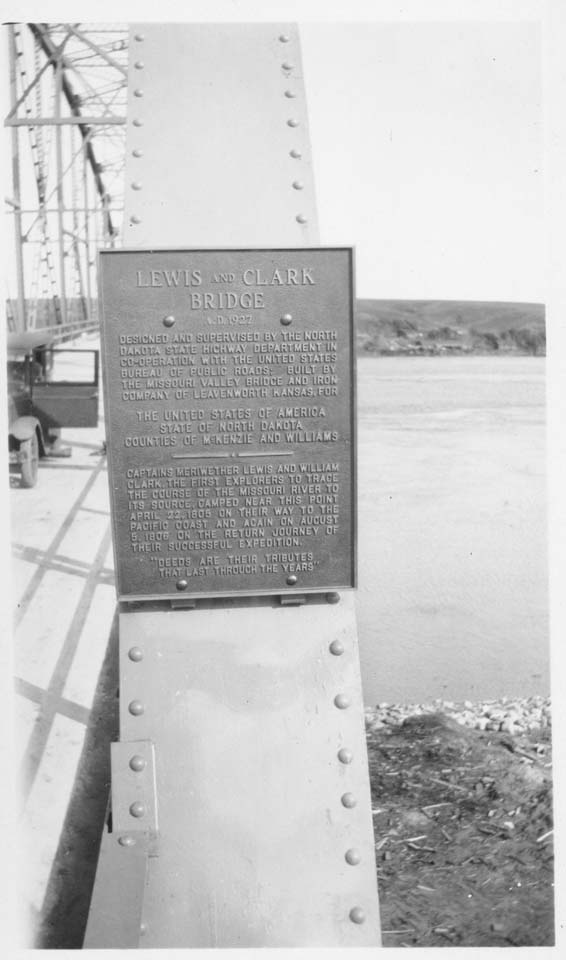 LEWIS AND CLARK
BRIDGE
A.D. 1927
DESIGNED AND SUPERVISED BY THE NORTH
DAKOTA STATE HIGHWAY DEPARTMENT IN
CO-OPERATION WITH THE UNITED STATES
BUREAU OF PUBLIC ROADS: BUILT BY
THE MISSOURI VALLEY BRIDGE AND IRON
COMPANY OF LEAVENWORTH KANSAS, FOR
THE UNITED STATES OF AMERICA
STATE OF NORTH DAKOTA
COUNTIES OF McKENZIE AND WILLIAMS
CAPTAINS MERIWETHER LEWIS AND WILLIAM
CLARK, THE FIRST EXPLORERS TO TRACE
THE COURSE OF THE MISSOURI RIVER TO
ITS SOURCE, CAMPED NEAR THIS POINT
APRIL 22, 1805 ON THEIR WAY TO THE
PACIFIC COAST AND AGAIN ON AUGUST
5, 1806 ON THE RETURN JOURNEY OF
THEIR SUCCESSFUL EXPEDITION.
"DEEDS ARE THEIR TRIBUTES
THAT LAST THROUGH THE YEARS"